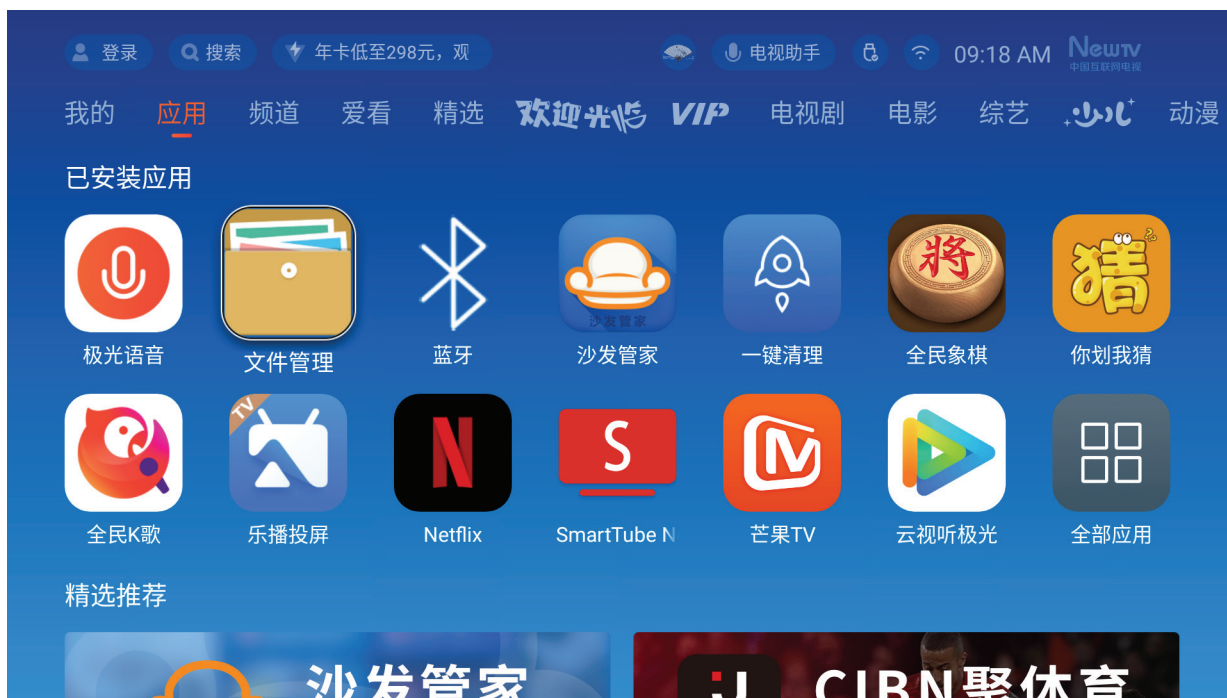 登录 搜索 年卡低至298元，观 电视助手 09:18 AM NewTV
中国互联网电视
我的 应用 频道 爱看 精选 欢迎光临 VIP 电视剧 电影 综艺 少儿 动漫
已安装应用
將 猜
沙发管家
极光语音 文件管理 蓝牙 沙发管家 一键清理 全民象棋 你划我猜
TV N S
全民K歌 乐播投屏 Netflix SmartTube N 芒果TV 云视听极光 全部应用
精选推荐
沙发管家 CIBN聚体育